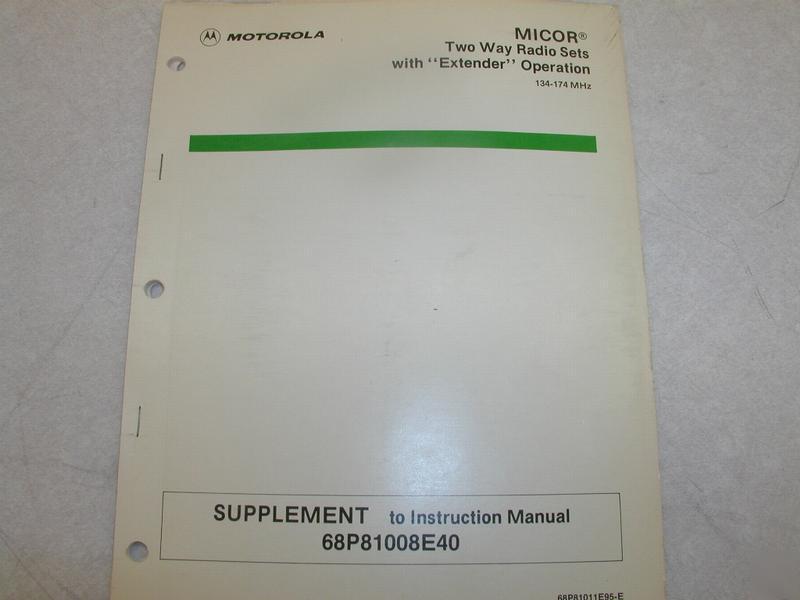 MOTOROLA
MICOR®
Two Way Radio Sets
with "Extender" Operation
134-174 MHz
SUPPLEMENT to Instruction Manual
68P81008E40
68P81011E95-E